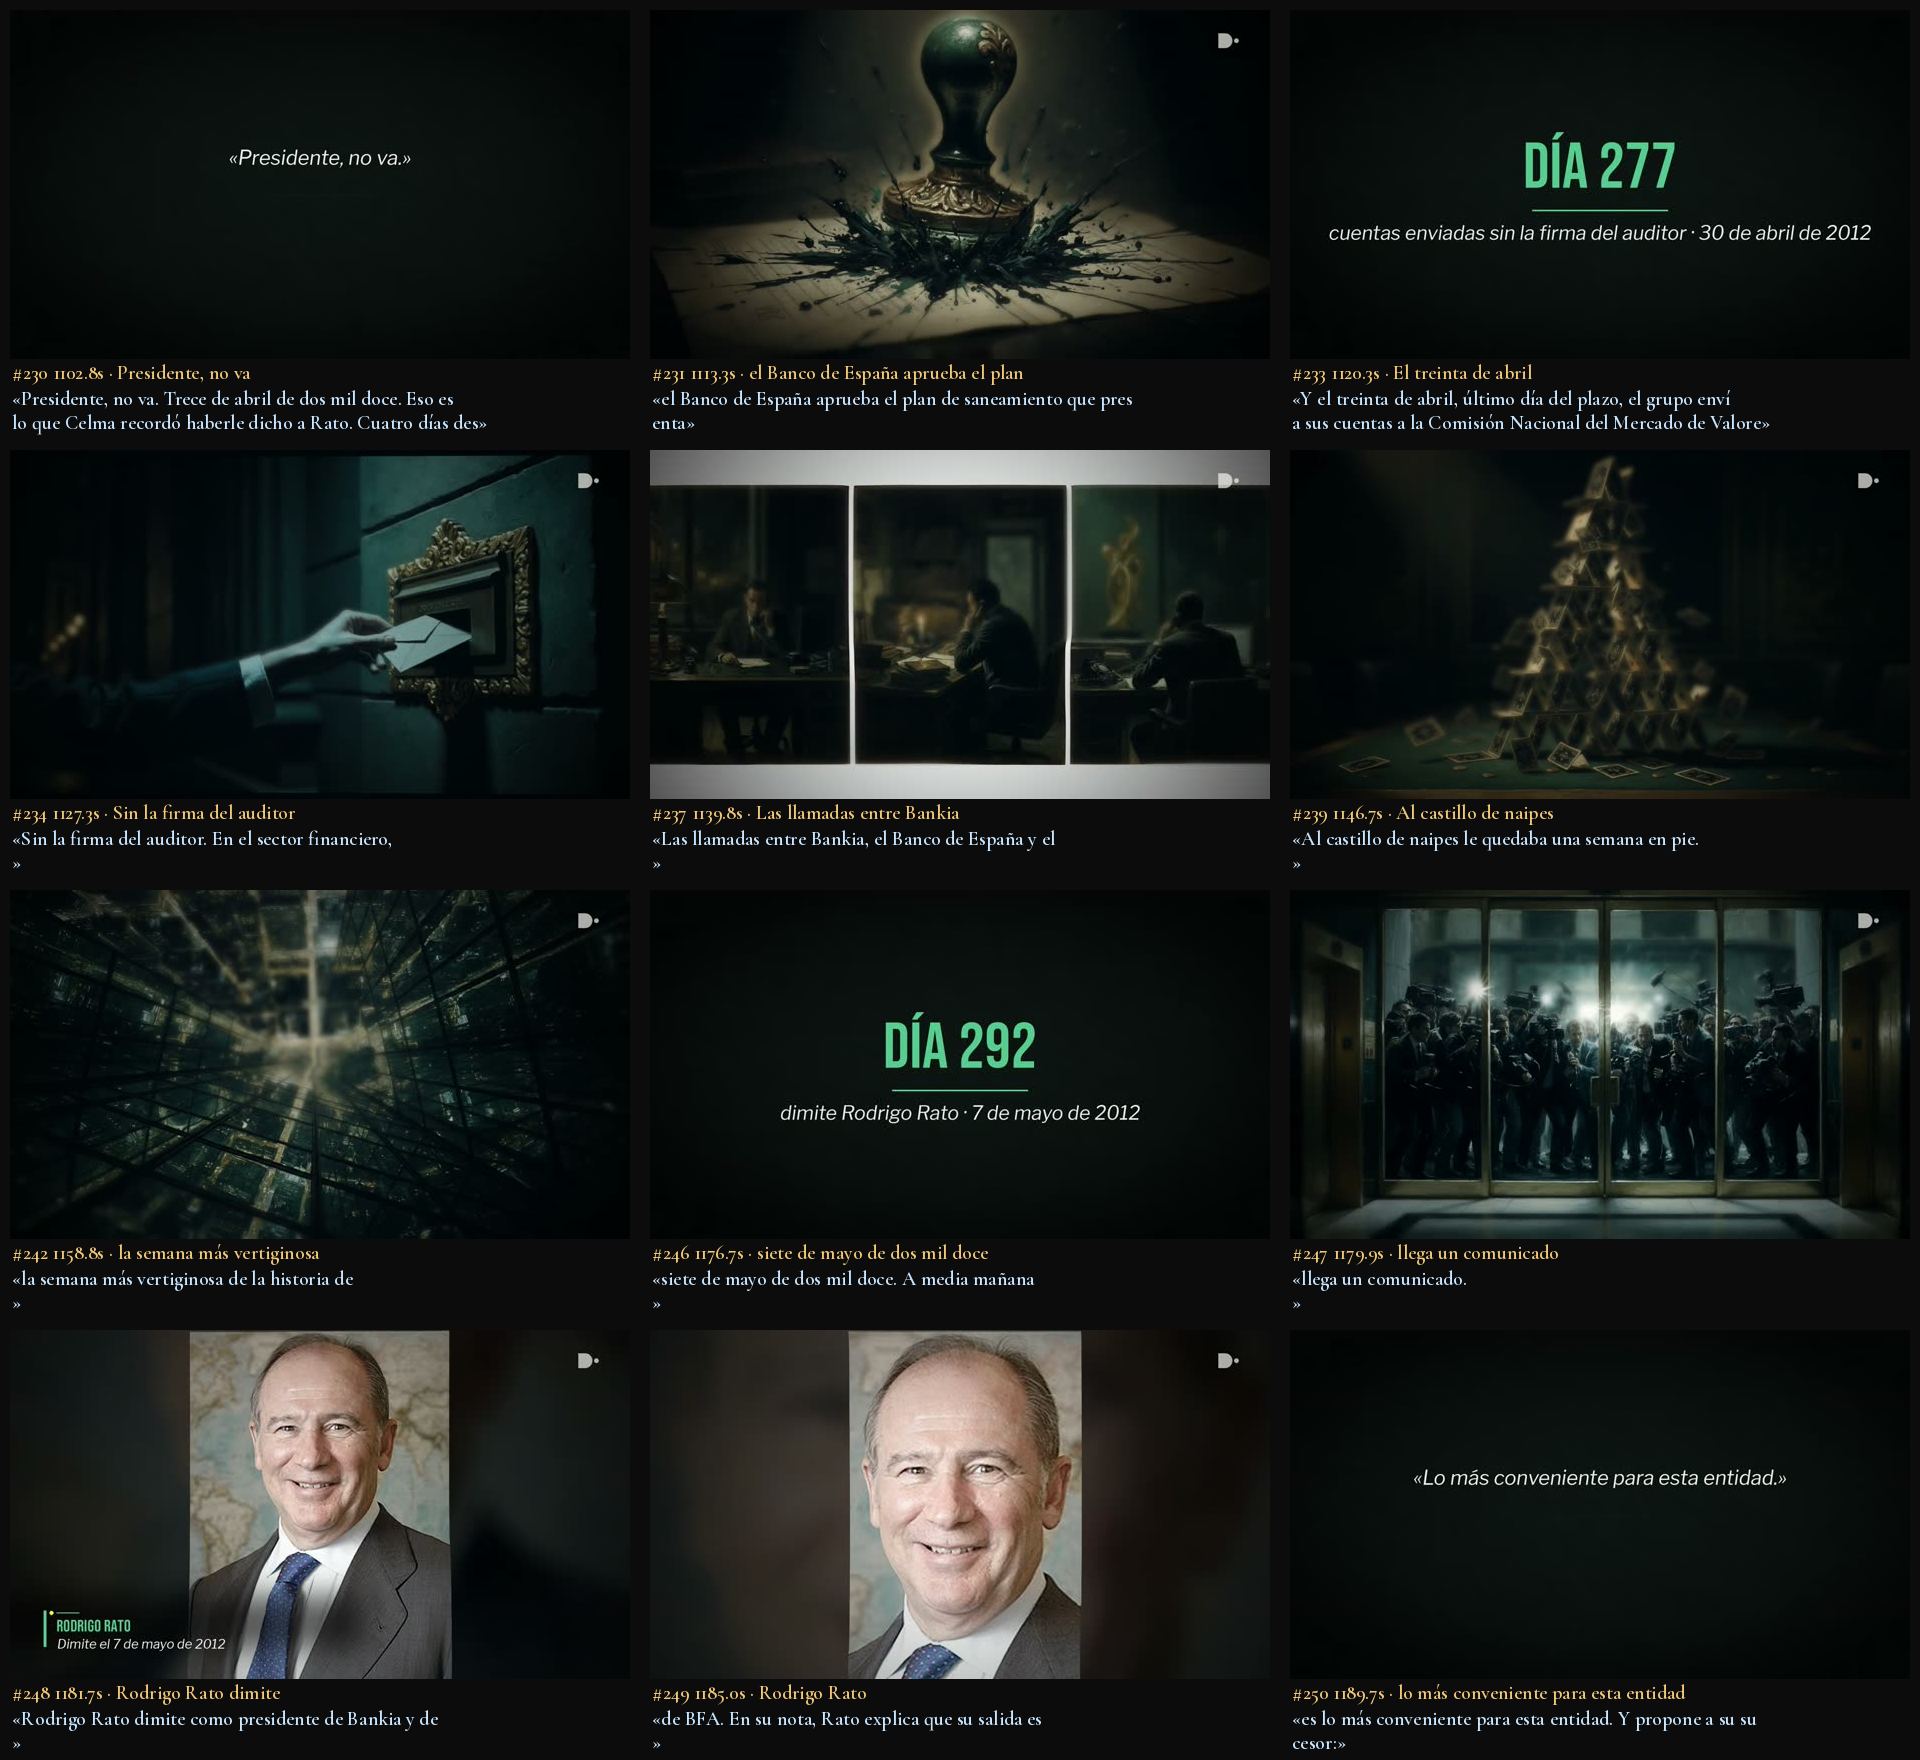 «Presidente, no va.»
DÍA 277
cuentas enviadas sin la firma del auditor · 30 de abril de 2012
#230 1102.8s · Presidente, no va
«Presidente, no va. Trece de abril de dos mil doce. Eso es
lo que Celma recordó haberle dicho a Rato. Cuatro días des»
#231 1113.3s · el Banco de España aprueba el plan
«el Banco de España aprueba el plan de saneamiento que pres
enta»
#233 1120.3s · El treinta de abril
«Y el treinta de abril, último día del plazo, el grupo enví
a sus cuentas a la Comisión Nacional del Mercado de Valore»
#234 1127.3s · Sin la firma del auditor
«Sin la firma del auditor. En el sector financiero,
»
#237 1139.8s · Las llamadas entre Bankia
«Las llamadas entre Bankia, el Banco de España y el
»
#239 1146.7s · Al castillo de naipes
«Al castillo de naipes le quedaba una semana en pie.
»
DÍA 292
dimite Rodrigo Rato · 7 de mayo de 2012
#242 1158.8s · la semana más vertiginosa
«la semana más vertiginosa de la historia de
»
#246 1176.7s · siete de mayo de dos mil doce
«siete de mayo de dos mil doce. A media mañana
»
#247 1179.9s · llega un comunicado
«llega un comunicado.
»
RODRIGO RATO
Dimite el 7 de mayo de 2012
«Lo más conveniente para esta entidad.»
#248 1181.7s · Rodrigo Rato dimite
«Rodrigo Rato dimite como presidente de Bankia y de
»
#249 1185.0s · Rodrigo Rato
«de BFA. En su nota, Rato explica que su salida es
»
#250 1189.7s · lo más conveniente para esta entidad
«es lo más conveniente para esta entidad. Y propone a su su
cesor:»